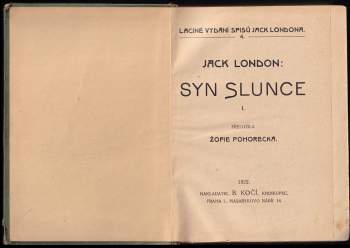 LACINÉ VYDÁNÍ SPISŮ JACK LONDONA.
4.
JACK LONDON:
SYN SLUNCE
I.
PŘELOŽILA
ŽOFIE POHORECKÁ.
NAKLADATEL B. KOČÍ, KNIHKUPEC,
PRAHA I., MASARYKOVO NÁBŘ. 14.